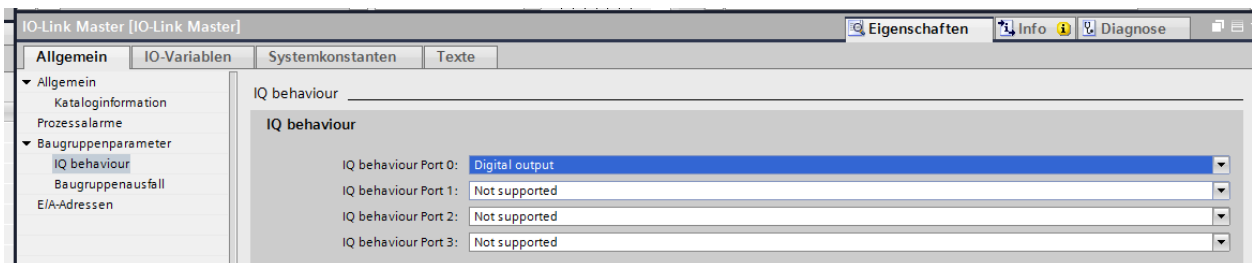 IO-Link Master [IO-Link Master]
Eigenschaften
Info
Diagnose
Allgemein
IO-Variablen
Systemkonstanten
Texte
Allgemein
Kataloginformation
Prozessalarme
Baugruppenparameter
IQ behaviour
Baugruppenausfall
E/A-Adressen
IQ behaviour
IQ behaviour
IQ behaviour Port 0: Digital output
IQ behaviour Port 1: Not supported
IQ behaviour Port 2: Not supported
IQ behaviour Port 3: Not supported